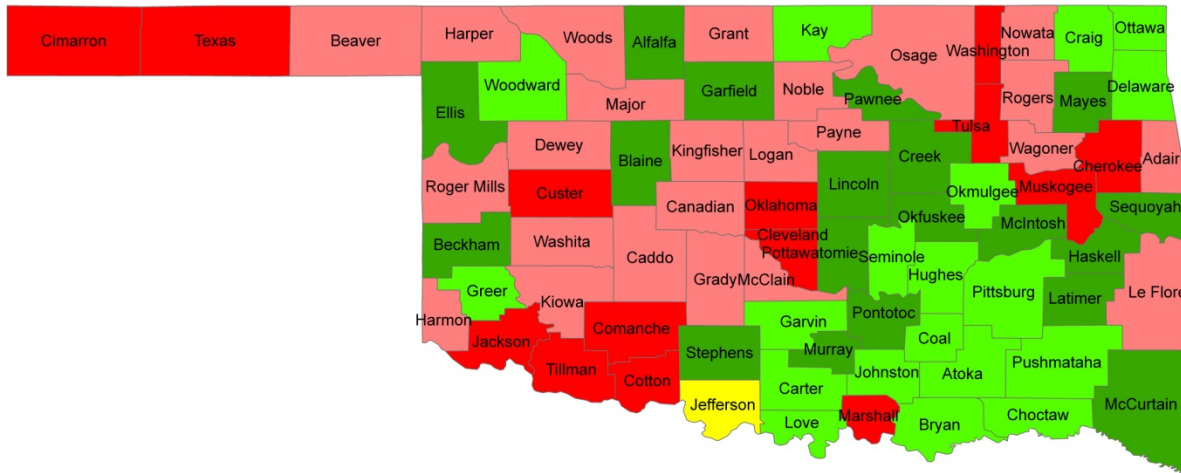 Cimarron
Texas
Beaver
Harper
Woods
Alfalfa
Grant
Kay
Osage
Washington
Nowata
Craig
Ottawa
Woodward
Ellis
Major
Garfield
Noble
Pawnee
Rogers
Mayes
Delaware
Dewey
Blaine
Kingfisher
Logan
Payne
Creek
Tulsa
Wagoner
Cherokee
Adair
Roger Mills
Custer
Canadian
Oklahoma
Lincoln
Okmulgee
Muskogee
Sequoyah
Beckham
Washita
Caddo
Grady
McClain
Cleveland
Pottawatomie
Seminole
Okfuskee
McIntosh
Haskell
Hughes
Pittsburg
Latimer
Le Flore
Greer
Harmon
Kiowa
Jackson
Comanche
Tillman
Cotton
Stephens
Garvin
Murray
Pontotoc
Coal
Johnston
Atoka
Pushmataha
McCurtain
Jefferson
Carter
Love
Marshall
Bryan
Choctaw